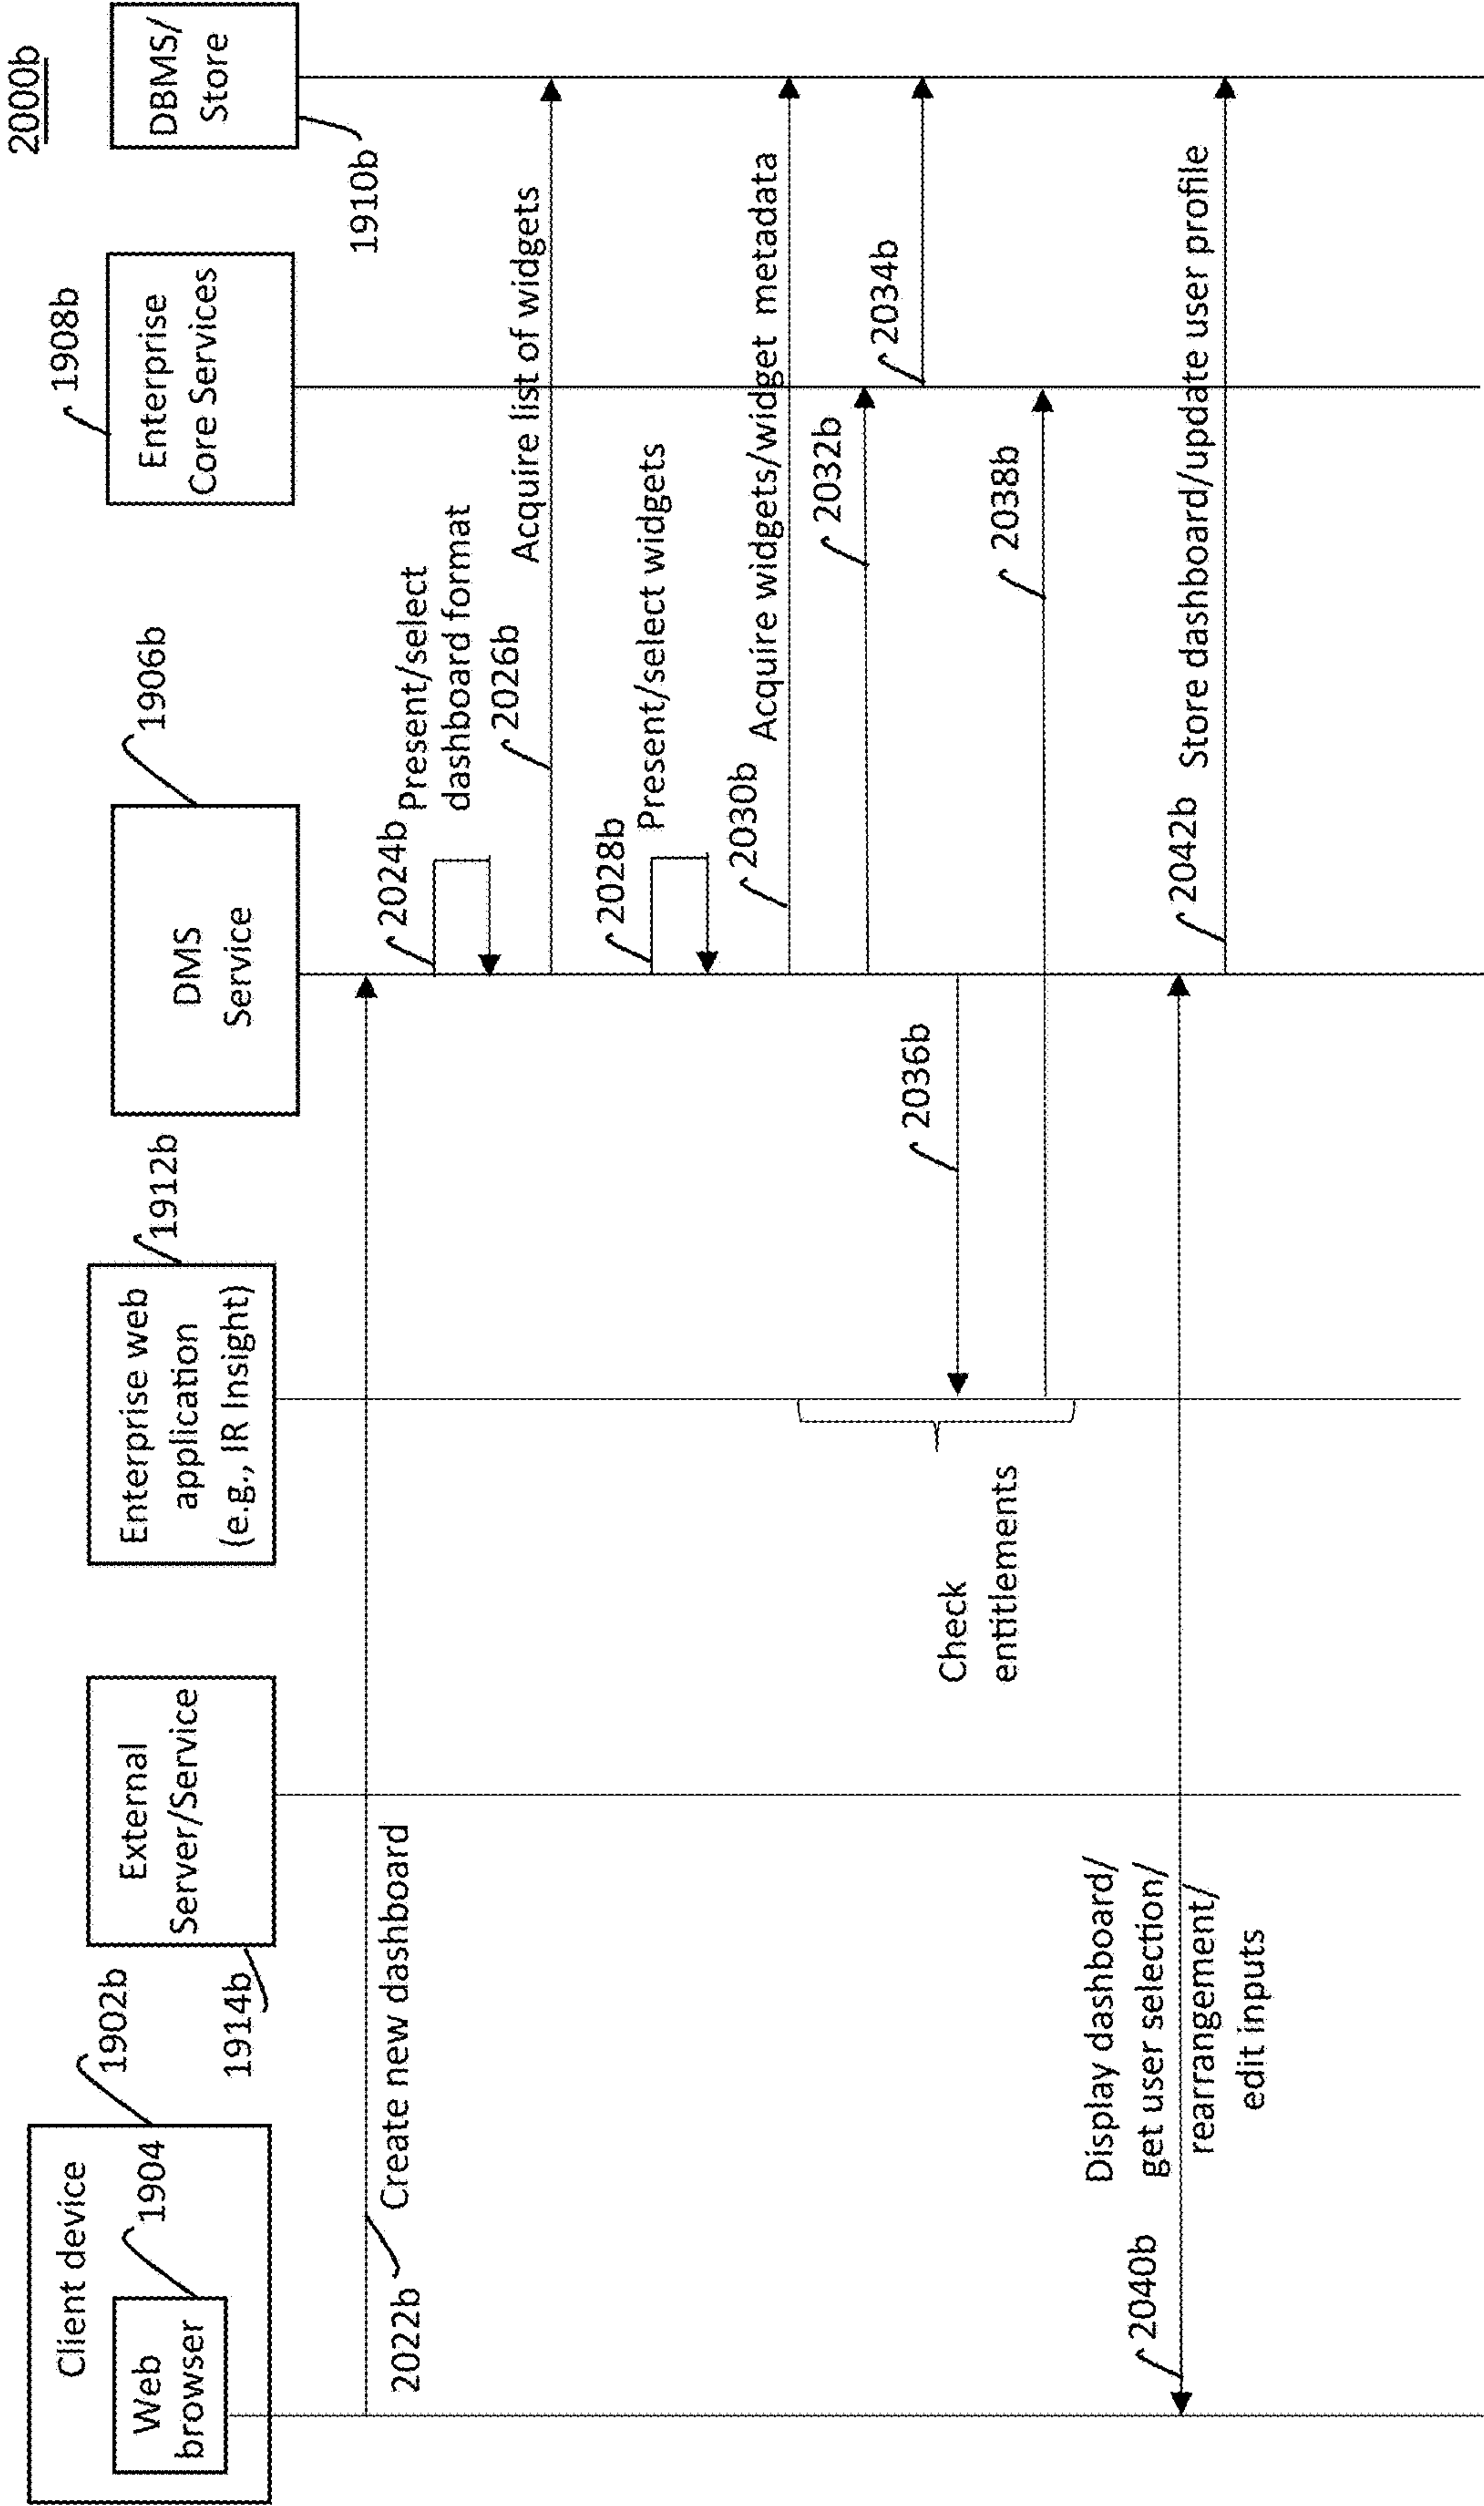 2000b
Client device
Web
browser
1904
1902b
External
Server/Service
1914b
Enterprise web
application
(e.g., IR Insight)
1912b
DMS
Service
1906b
Enterprise
Core Services
1908b
DBMS/
Store
1910b
2022b
Create new dashboard
2024b
Present/select
dashboard format
2026b
Acquire list of widgets
2028b
Present/select widgets
2030b
Acquire widgets/widget metadata
2032b
2034b
2036b
2038b
Check
entitlements
2040b
Display dashboard/
get user selection/
rearrangement/
edit inputs
2042b
Store dashboard/update user profile